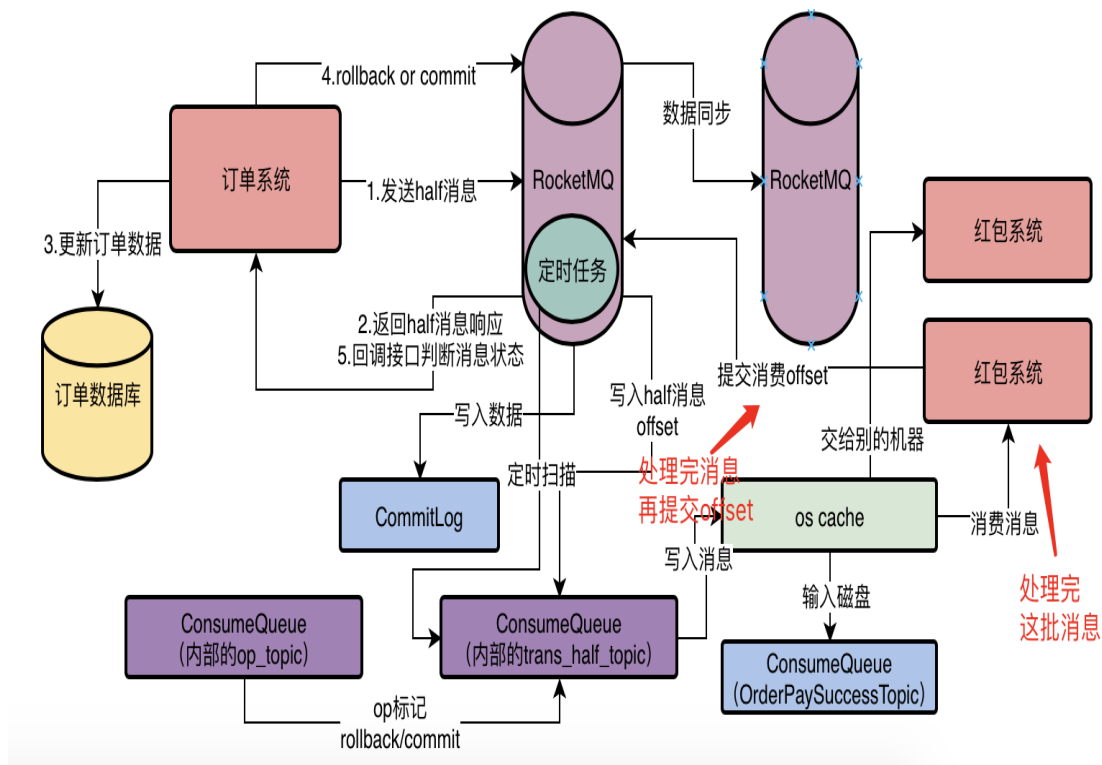 4.rollback or commit
数据同步
订单系统
1.发送half消息
RocketMQ
RocketMQ
红包系统
3.更新订单数据
定时任务
2.返回half消息响应
5.回调接口判断消息状态
订单数据库
提交消费offset
红包系统
写入half消息
offset
写入数据
交给别的机器
定时扫描
处理完消息
再提交offset
CommitLog
os cache
消费消息
写入消息
处理完
这批消息
输入磁盘
ConsumeQueue
（内部的op_topic）
ConsumeQueue
（内部的trans_half_topic）
ConsumeQueue
（OrderPaySuccessTopic）
op标记
rollback/commit